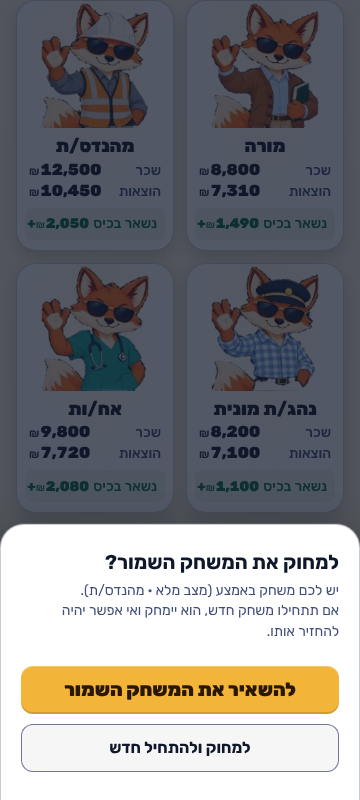 מורה
שכר 8,800₪
הוצאות 7,310₪
נשאר בכיס +1,490₪
מהנדס/ת
שכר 12,500₪
הוצאות 10,450₪
נשאר בכיס +2,050₪
נהג/ת מונית
שכר 8,200₪
הוצאות 7,100₪
נשאר בכיס +1,100₪
אח/ות
שכר 9,800₪
הוצאות 7,720₪
נשאר בכיס +2,080₪
למחוק את המשחק השמור?
יש לכם משחק באמצע (מצב מלא · מהנדס/ת).
אם תתחילו משחק חדש, הוא יימחק ואי אפשר יהיה
להחזיר אותו.
להשאיר את המשחק השמור
למחוק ולהתחיל חדש